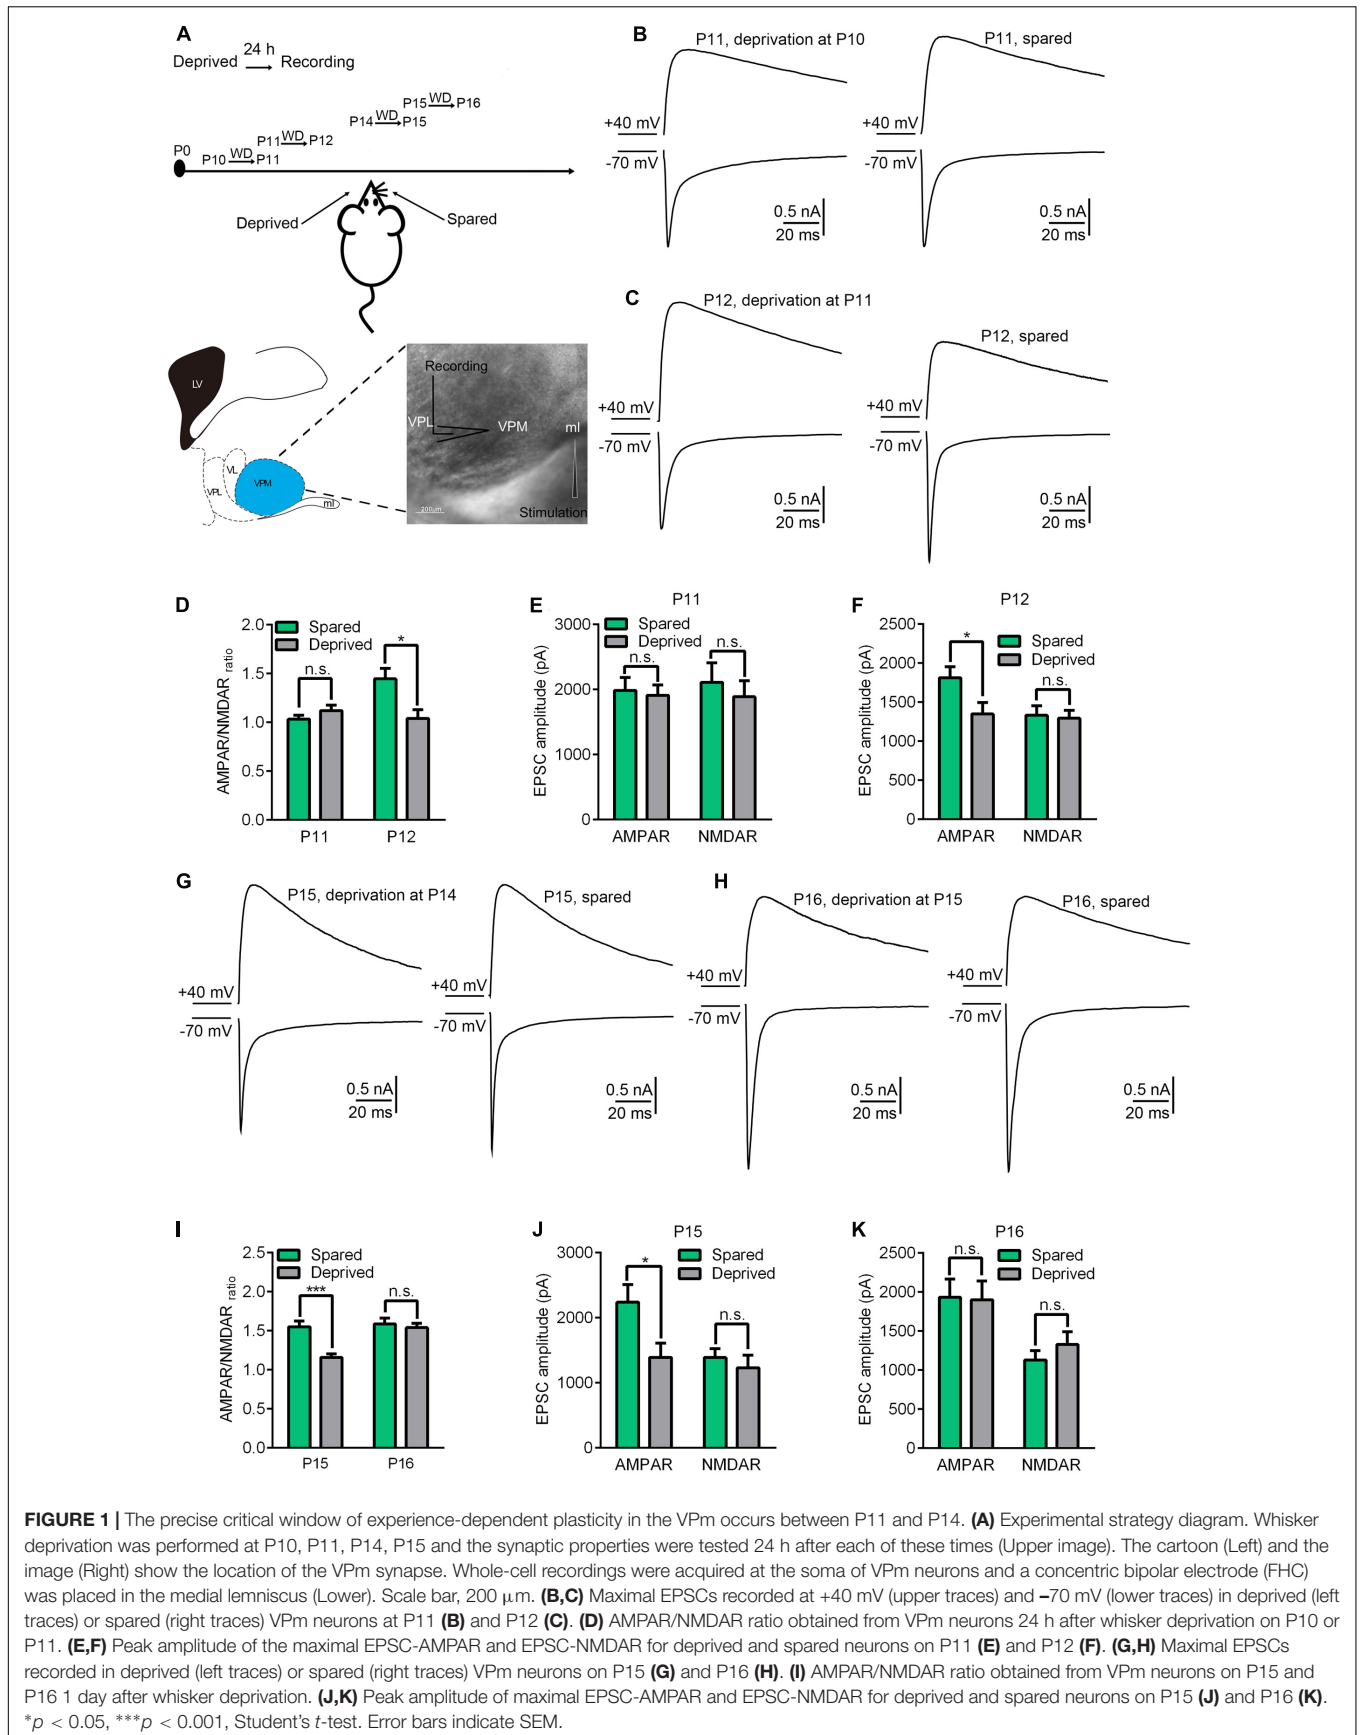 A
24 h
Deprived Recording
P15 WD P16
P14 WD P15
P11 WD P12
P0
P10 WD P11
Deprived
Spared
LV
VL
VPL
VPM
ml
Recording
VPL
VPM
ml
200μm
Stimulation
B
P11, deprivation at P10
P11, spared
+40 mV
-70 mV
0.5 nA
20 ms
+40 mV
-70 mV
0.5 nA
20 ms
C
P12, deprivation at P11
P12, spared
+40 mV
-70 mV
0.5 nA
20 ms
+40 mV
-70 mV
0.5 nA
20 ms
D
AMPAR/NMDAR ratio
2.0
1.5
1.0
0.5
0.0
Spared
Deprived
n.s.
*
P11
P12
E
P11
EPSC amplitude (pA)
3000
2000
1000
0
Spared
Deprived
n.s.
n.s.
AMPAR
NMDAR
F
P12
EPSC amplitude (pA)
2500
2000
1500
1000
500
0
Spared
Deprived
*
n.s.
AMPAR
NMDAR
G
P15, deprivation at P14
P15, spared
+40 mV
-70 mV
0.5 nA
20 ms
+40 mV
-70 mV
0.5 nA
20 ms
H
P16, deprivation at P15
P16, spared
+40 mV
-70 mV
0.5 nA
20 ms
+40 mV
-70 mV
0.5 nA
20 ms
I
AMPAR/NMDAR ratio
2.5
2.0
1.5
1.0
0.5
0.0
Spared
Deprived
***
n.s.
P15
P16
J
P15
EPSC amplitude (pA)
3000
2000
1000
0
Spared
Deprived
*
n.s.
AMPAR
NMDAR
K
P16
EPSC amplitude (pA)
2500
2000
1500
1000
500
0
Spared
Deprived
n.s.
n.s.
AMPAR
NMDAR
FIGURE 1 | The precise critical window of experience-dependent plasticity in the VPm occurs between P11 and P14. (A) Experimental strategy diagram. Whisker
deprivation was performed at P10, P11, P14, P15 and the synaptic properties were tested 24 h after each of these times (Upper image). The cartoon (Left) and the
image (Right) show the location of the VPm synapse. Whole-cell recordings were acquired at the soma of VPm neurons and a concentric bipolar electrode (FHC)
was placed in the medial lemniscus (Lower). Scale bar, 200 μm. (B,C) Maximal EPSCs recorded at +40 mV (upper traces) and –70 mV (lower traces) in deprived (left
traces) or spared (right traces) VPm neurons at P11 (B) and P12 (C). (D) AMPAR/NMDAR ratio obtained from VPm neurons 24 h after whisker deprivation on P10 or
P11. (E,F) Peak amplitude of the maximal EPSC-AMPAR and EPSC-NMDAR for deprived and spared neurons on P11 (E) and P12 (F). (G,H) Maximal EPSCs
recorded in deprived (left traces) or spared (right traces) VPm neurons on P15 (G) and P16 (H). (I) AMPAR/NMDAR ratio obtained from VPm neurons on P15 and
P16 1 day after whisker deprivation. (J,K) Peak amplitude of maximal EPSC-AMPAR and EPSC-NMDAR for deprived and spared neurons on P15 (J) and P16 (K).
*p < 0.05, ***p < 0.001, Student's t-test. Error bars indicate SEM.